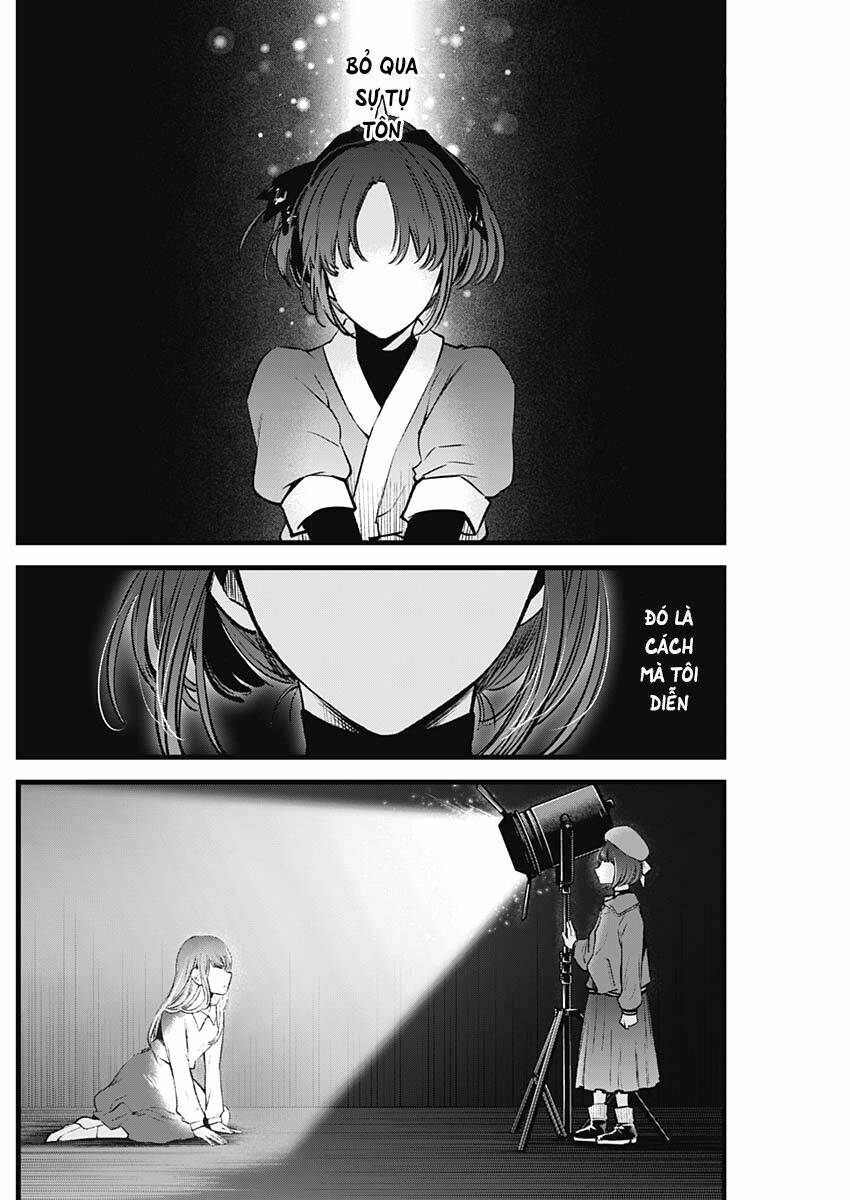 BỎ QUA
SỰ TỰ
TÔN
ĐÓ LÀ
CÁCH
MÀ TÔI
DIỄN